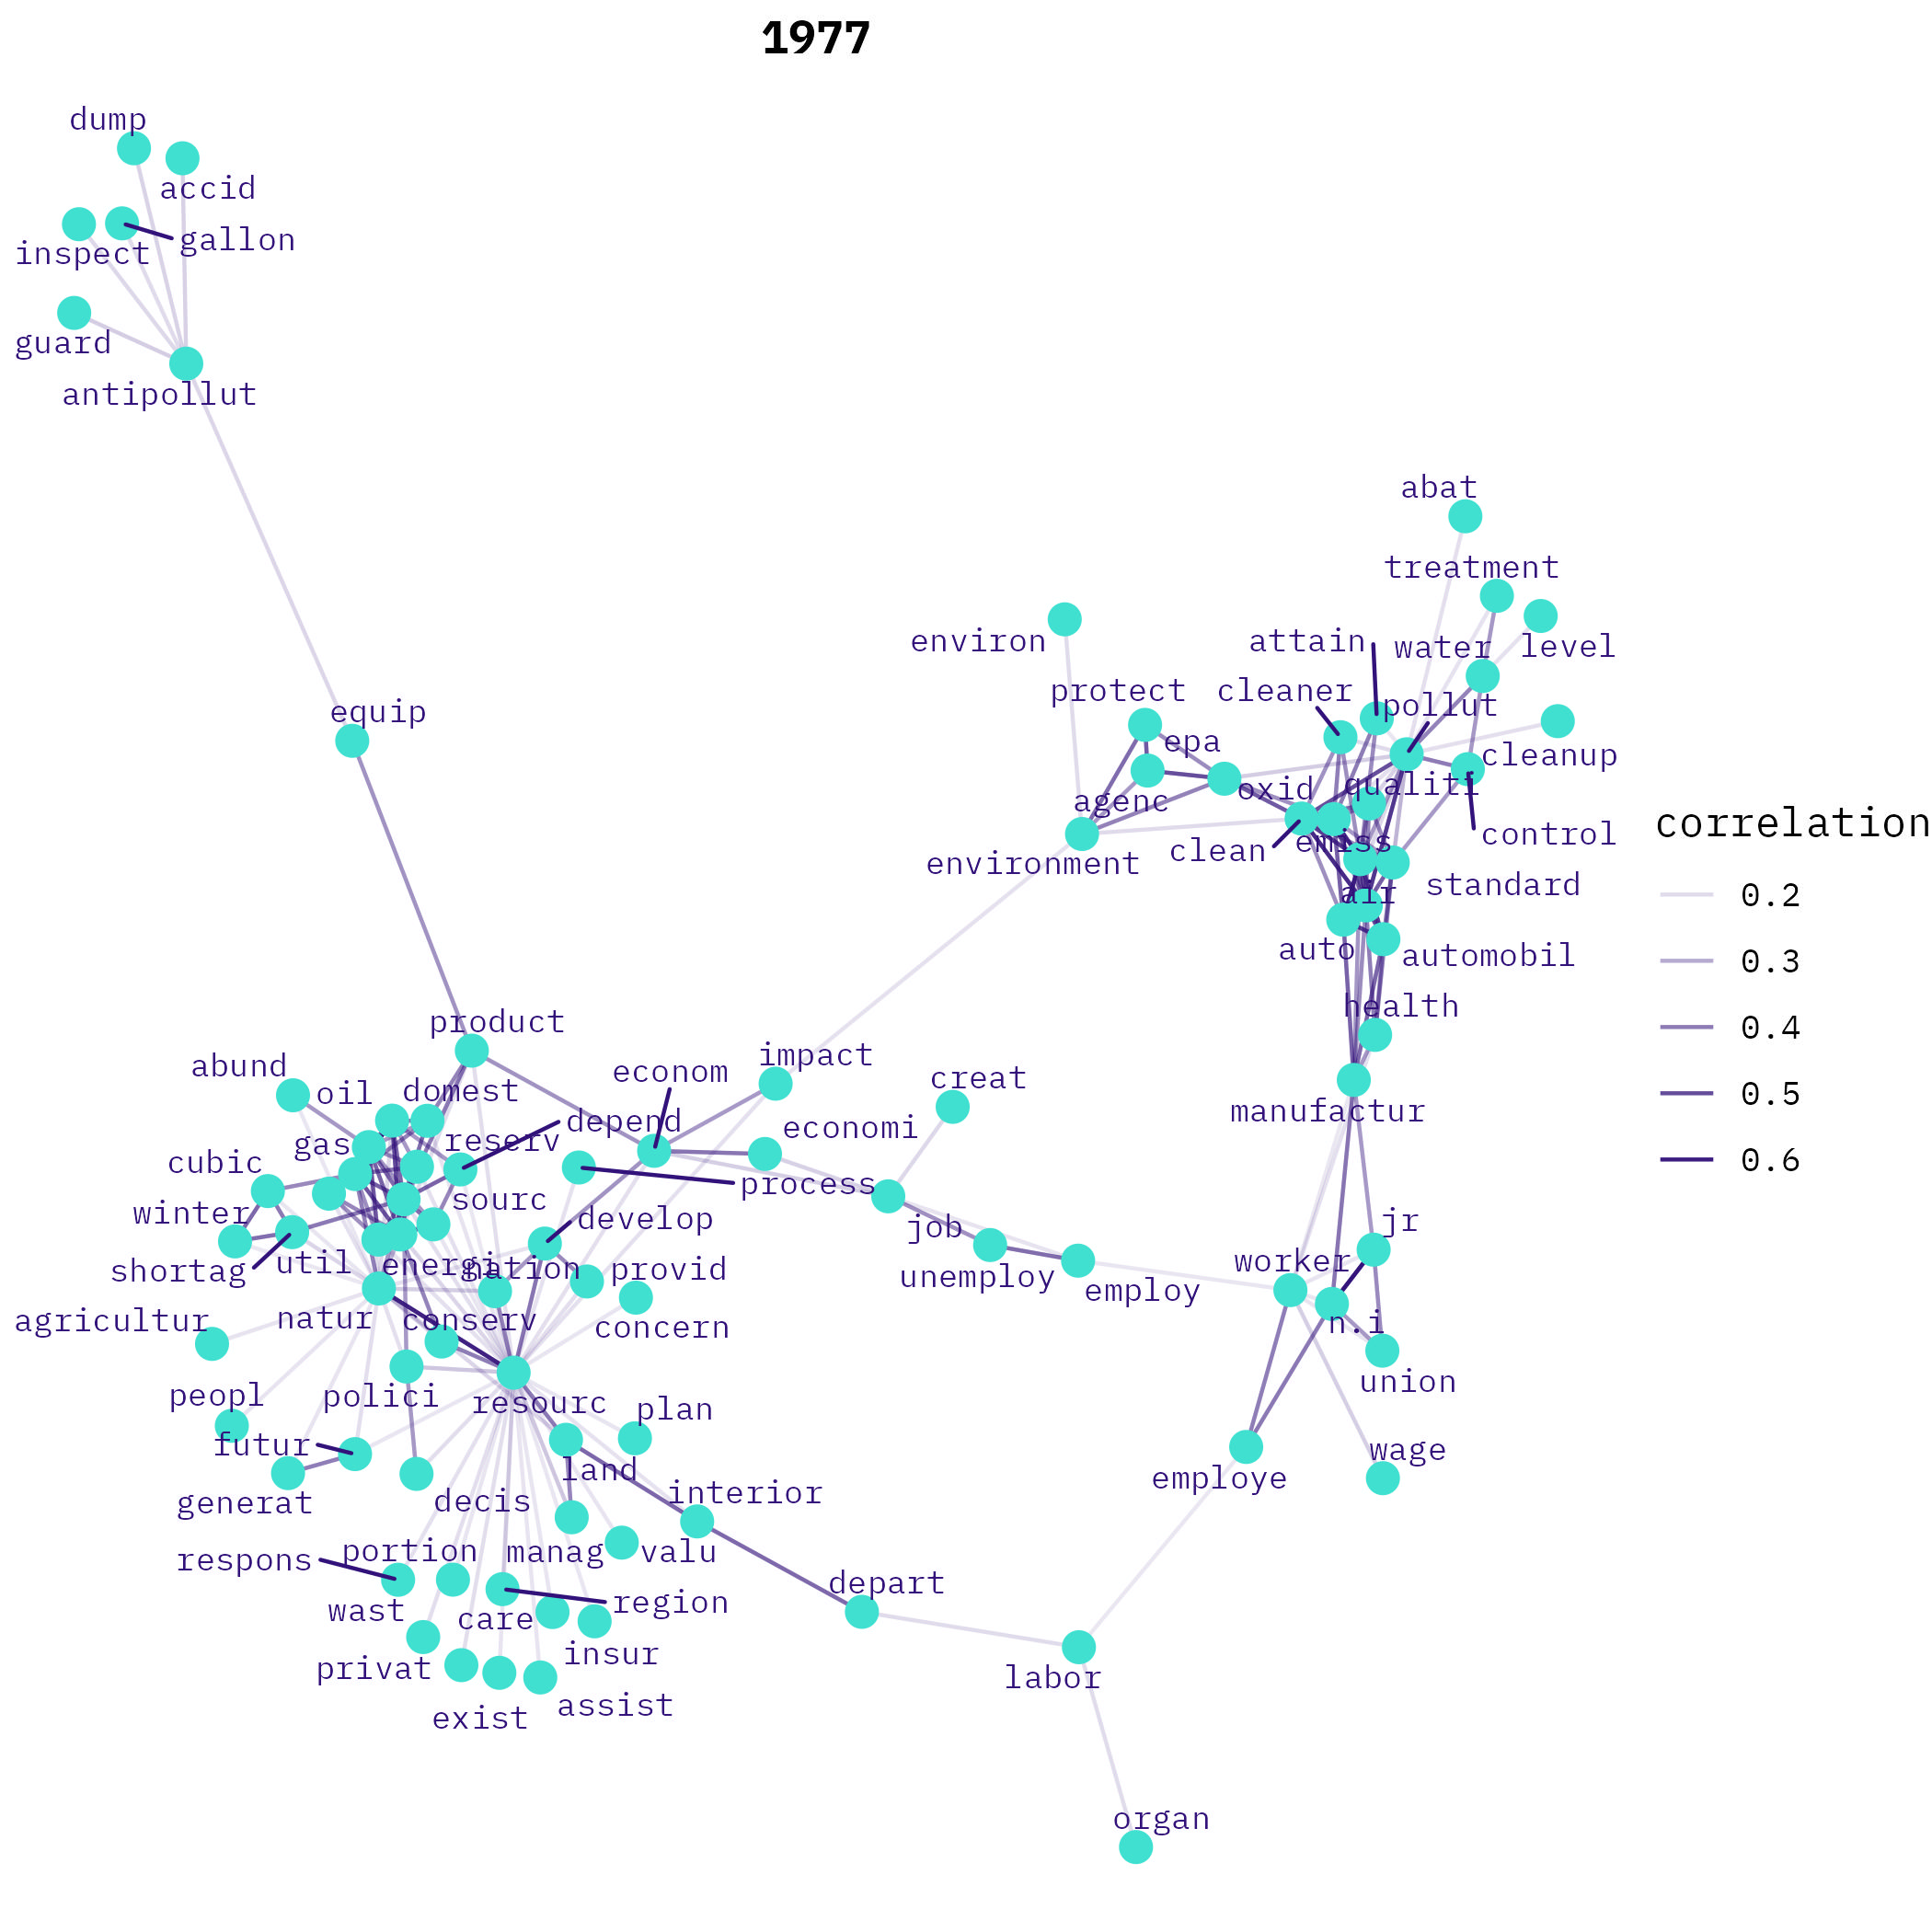 1977
dump
accid
gallon
inspect
guard
antipollut
abat
treatment
environ
attain
water
level
protect
cleaner
pollut
equip
epa
cleanup
agenc
oxid
qualiti
correlation
control
emiss
clean
environment
standard
0.2
air
auto
automobil
0.3
health
product
0.4
impact
abund
econom
creat
oil
domest
0.5
manufactur
depend
economi
gas
reserv
cubic
0.6
process
sourc
winter
develop
job
jr
shortag
util
energi
nation
provid
worker
unemploy
employ
agricultur
natur
conserv
concern
n.i
peopl
polici
resourc
plan
union
futur
land
wage
generat
decis
interior
employe
respons
portion
manag
valu
depart
wast
care
region
privat
insur
labor
exist
assist
organ